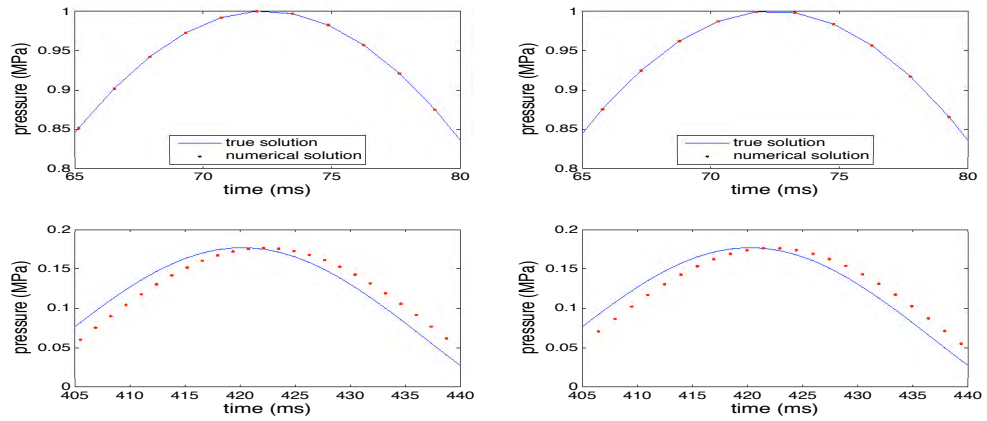 1
0.95
0.9
0.85
0.8
pressure (MPa)
true solution
numerical solution
65 70 75 80
time (ms)
1
0.95
0.9
0.85
0.8
pressure (MPa)
true solution
numerical solution
65 70 75 80
time (ms)
0.2
0.15
0.1
0.05
0
pressure (MPa)
405 410 415 420 425 430 435 440
time (ms)
0.2
0.15
0.1
0.05
0
pressure (MPa)
405 410 415 420 425 430 435 440
time (ms)